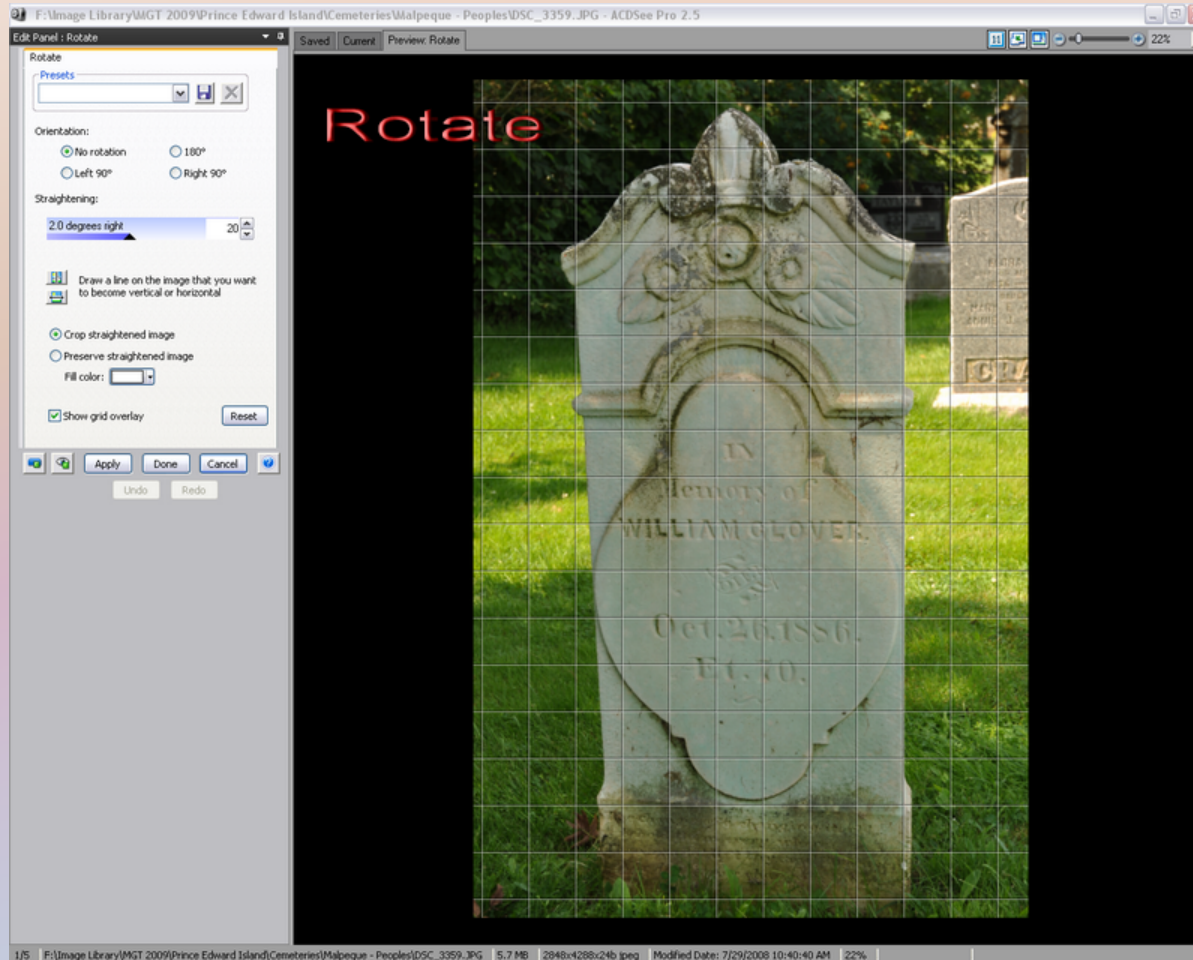 F:\Image Library\MGT 2009\Prince Edward Island\Cemeteries\Malpeque - Peoples\DSC_3359.JPG - ACDSee Pro 2.5
Edit Panel : Rotate
Saved Current Preview: Rotate
22%
Rotate
Presets
Orientation:
No rotation 180°
Left 90° Right 90°
Straightening:
2.0 degrees right 20
Draw a line on the image that you want
to become vertical or horizontal
Crop straightened image
Preserve straightened image
Fill color:
Show grid overlay Reset
Apply Done Cancel
Undo Redo
Rotate
IN
Memory of
WILLIAM GLOVER.
Oct. 26. 1886.
Et. 70.
CRA
1/5 F:\Image Library\MGT 2009\Prince Edward Island\Cemeteries\Malpeque - Peoples\DSC_3359.JPG 5.7 MB 2848x4288x24b jpeg Modified Date: 7/29/2008 10:40:40 AM 22%